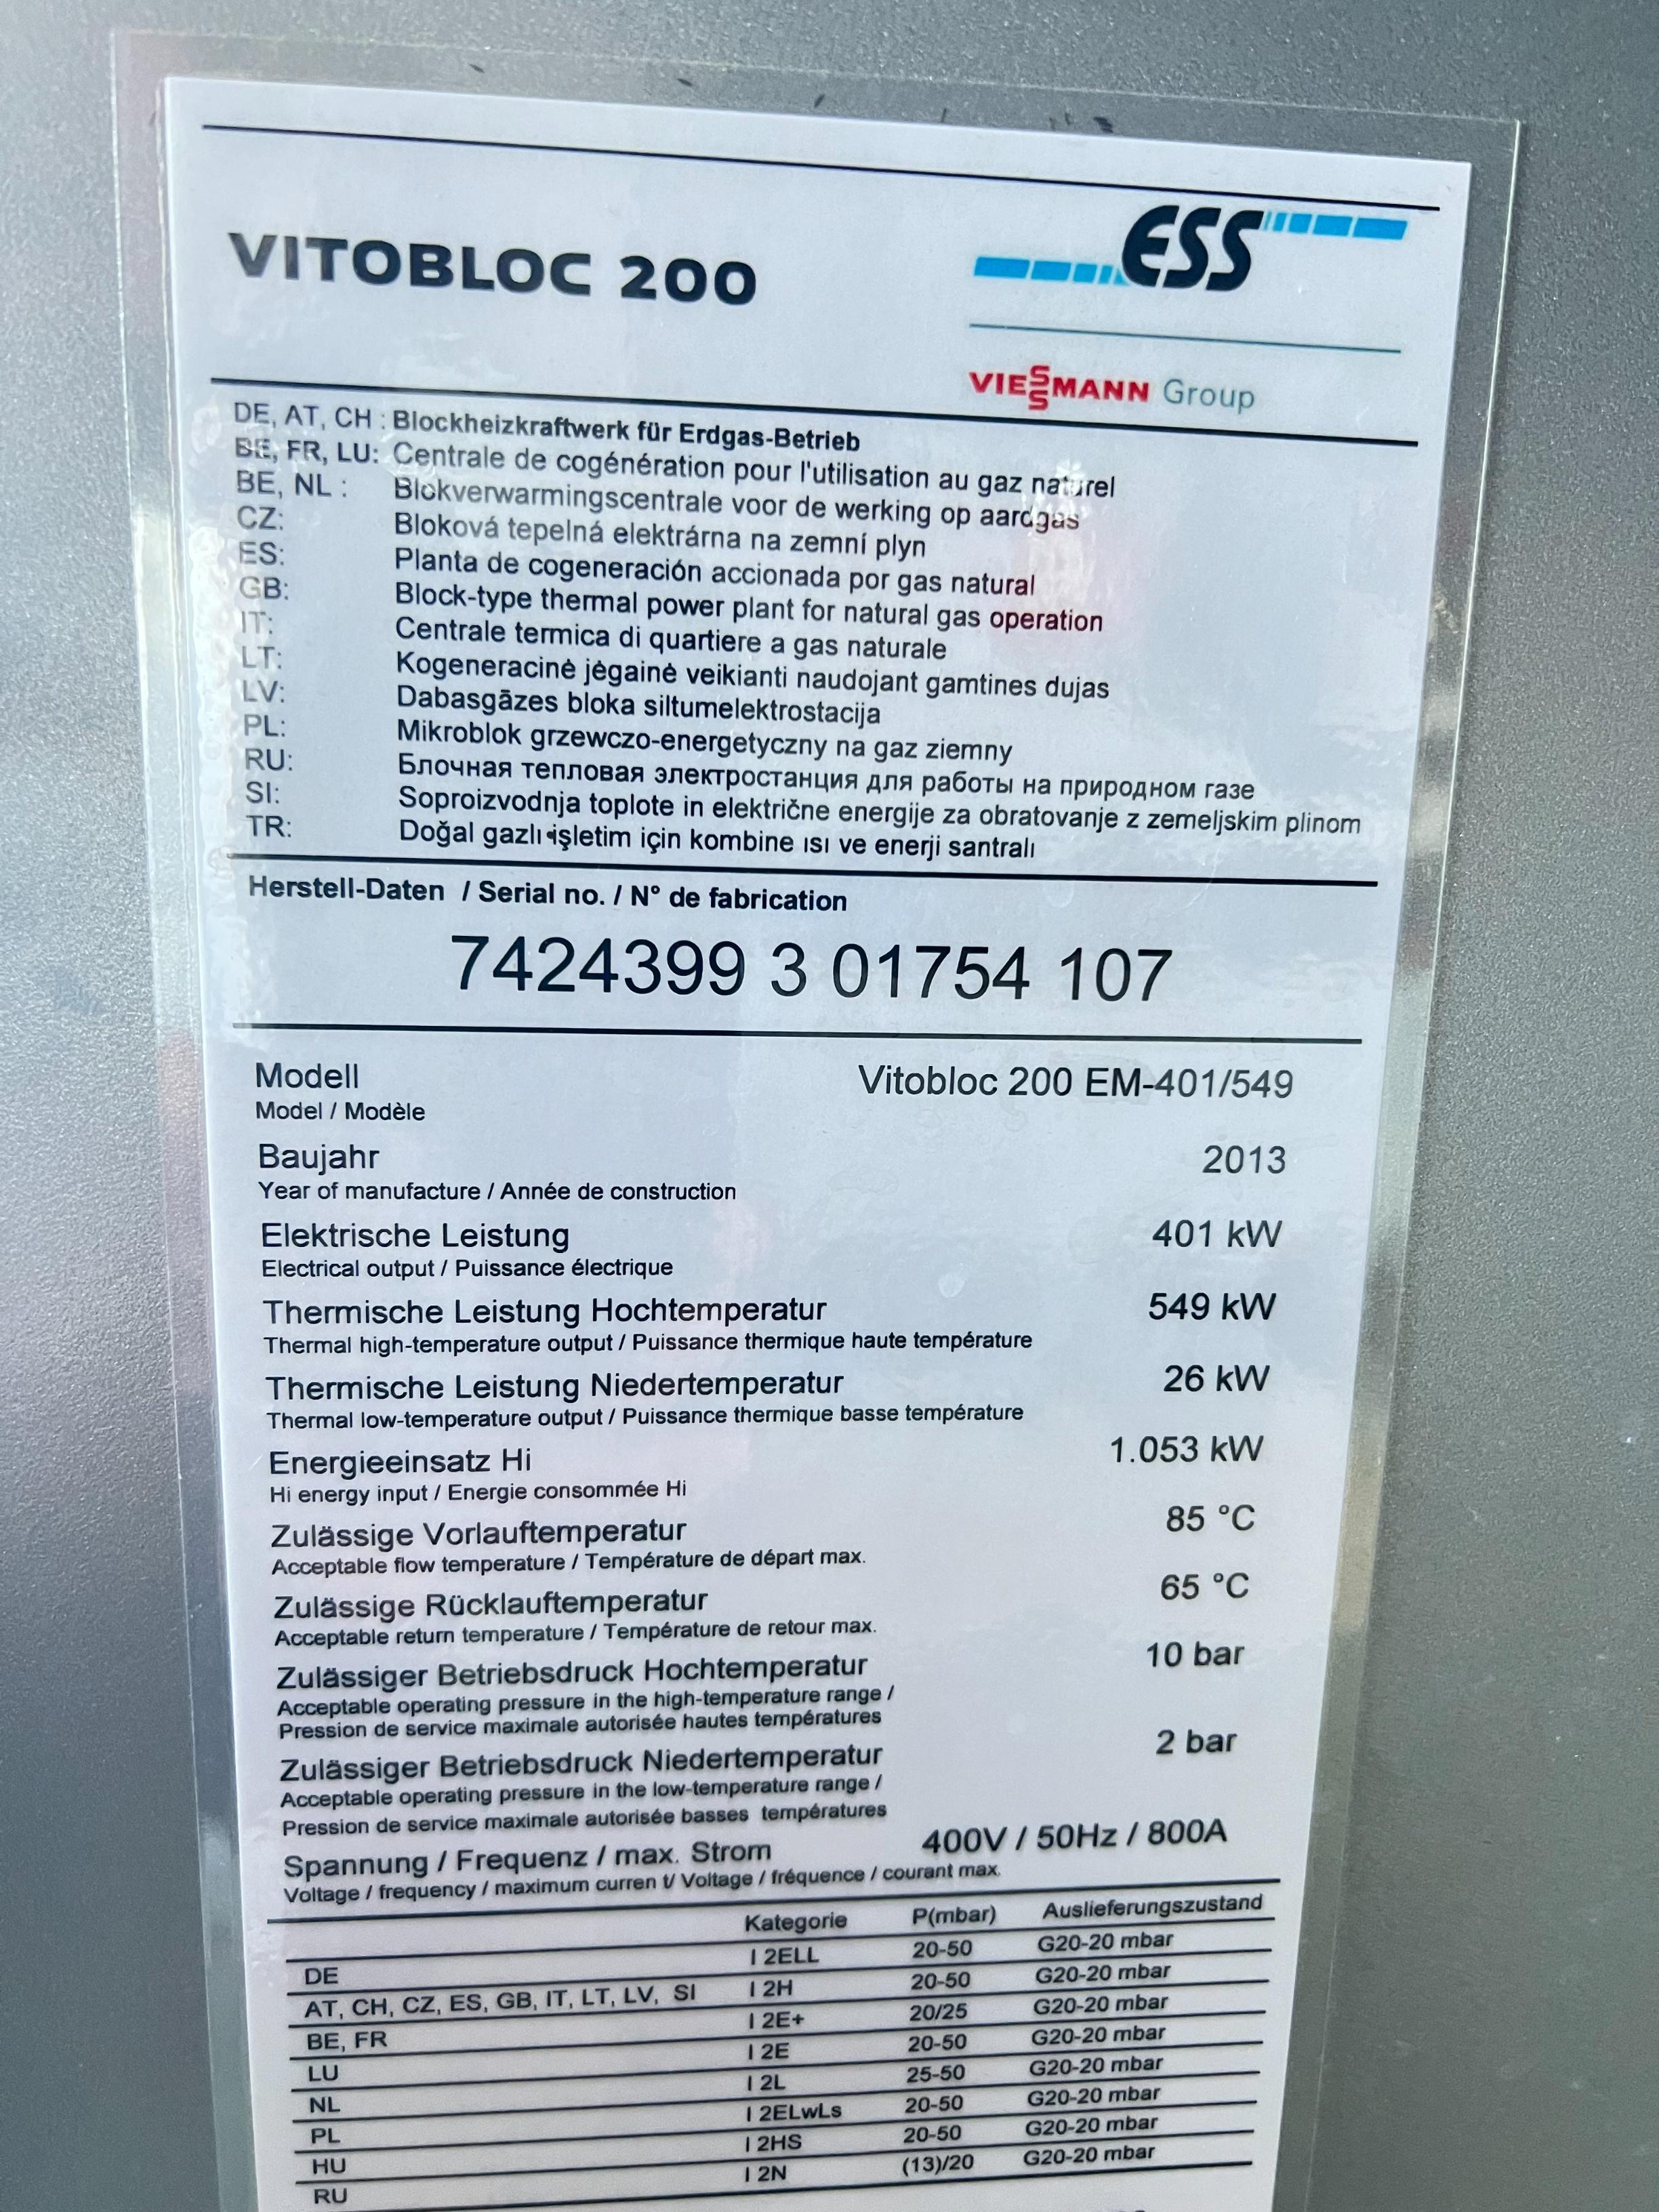 VITOBLOC 200
ESS
VIESSMANN Group
DE, AT, CH : Blockheizkraftwerk für Erdgas-Betrieb
BE, FR, LU: Centrale de cogénération pour l'utilisation au gaz naturel
BE, NL : Blokverwarmingscentrale voor de werking op aardgas
CZ: Bloková tepelná elektrárna na zemní plyn
ES: Planta de cogeneración accionada por gas natural
GB: Block-type thermal power plant for natural gas operation
IT: Centrale termica di quartiere a gas naturale
LT: Kogeneracinė jėgainė veikianti naudojant gamtines dujas
LV: Dabasgāzes bloka siltumelektrostacija
PL: Mikroblok grzewczo-energetyczny na gaz ziemny
RU: Блочная тепловая электростанция для работы на природном газе
SI: Soproizvodnja toplote in električne energije za obratovanje z zemeljskim plinom
TR: Doğal gazlı işletim için kombine ısı ve enerji santralı
Herstell-Daten / Serial no. / N° de fabrication
7424399 3 01754 107
Modell Vitobloc 200 EM-401/549
Model / Modèle
Baujahr 2013
Year of manufacture / Année de construction
Elektrische Leistung 401 kW
Electrical output / Puissance électrique
Thermische Leistung Hochtemperatur 549 kW
Thermal high-temperature output / Puissance thermique haute température
Thermische Leistung Niedertemperatur 26 kW
Thermal low-temperature output / Puissance thermique basse température
Energieeinsatz Hi 1.053 kW
Hi energy input / Energie consommée Hi
Zulässige Vorlauftemperatur 85 °C
Acceptable flow temperature / Température de départ max.
Zulässige Rücklauftemperatur 65 °C
Acceptable return temperature / Température de retour max.
Zulässiger Betriebsdruck Hochtemperatur 10 bar
Acceptable operating pressure in the high-temperature range /
Pression de service maximale autorisée hautes températures
Zulässiger Betriebsdruck Niedertemperatur 2 bar
Acceptable operating pressure in the low-temperature range /
Pression de service maximale autorisée basses températures
Spannung / Frequenz / max. Strom 400V / 50Hz / 800A
Voltage / frequency / maximum curren t/ Voltage / fréquence / courant max.
Kategorie P(mbar) Auslieferungszustand
DE I 2ELL 20-50 G20-20 mbar
AT, CH, CZ, ES, GB, IT, LT, LV, SI I 2H 20-50 G20-20 mbar
BE, FR I 2E+ 20/25 G20-20 mbar
LU I 2E 20-50 G20-20 mbar
NL I 2L 25-50 G20-20 mbar
PL I 2ELwLs 20-50 G20-20 mbar
HU I 2HS 20-50 G20-20 mbar
RU I 2N (13)/20 G20-20 mbar